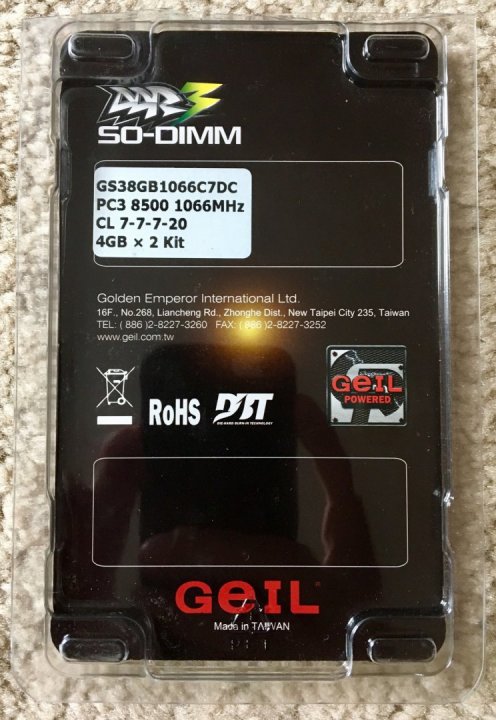 DDR3
SO-DIMM
GS38GB1066C7DC
PC3 8500 1066MHz
CL 7-7-7-20
4GB × 2 Kit
Golden Emperor International Ltd.
16F., No.268, Liancheng Rd., Zhonghe Dist., New Taipei City 235, Taiwan
TEL: ( 886 )2-8227-3260 FAX: ( 886 )2-8227-3252
www.geil.com.tw
RoHS
DBT
DIE-HARD BURN-IN TECHNOLOGY
GeIL
POWERED
GeIL
Made in TAIWAN